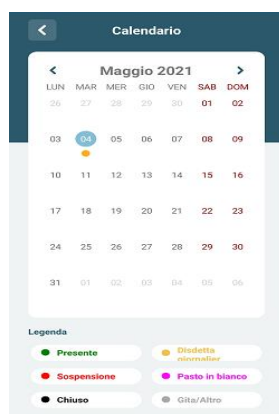 Calendario
Maggio 2021
LUN MAR MER GIO VEN SAB DOM
26 27 28 29 30 01 02
03 04 05 06 07 08 09
10 11 12 13 14 15 16
17 18 19 20 21 22 23
24 25 26 27 28 29 30
31 01 02 03 04 05 06
Legenda
Presente
Disdetta
giornalier
Sospensione
Pasto in bianco
Chiuso
Gita/Altro